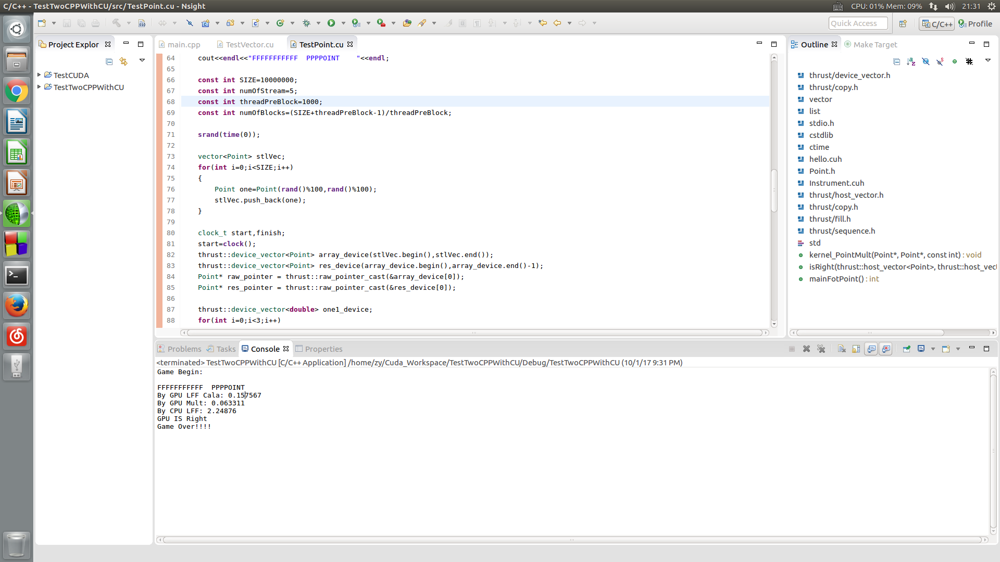 C/C++ - TestTwoCPPWithCU/src/TestPoint.cu - Nsight
CPU: 01% Mem: 09%
21:31
Quick Access
C/C++
Profile
Project Explor
TestCUDA
TestTwoCPPWithCU
main.cpp
TestVector.cu
TestPoint.cu
64 cout<<endl<<"FFFFFFFFFFF  PPPPOINT    "<<endl;
65
66 const int SIZE=10000000;
67 const int numOfStream=5;
68 const int threadPreBlock=1000;
69 const int numOfBlocks=(SIZE+threadPreBlock-1)/threadPreBlock;
70
71 srand(time(0));
72
73 vector<Point> stlVec;
74 for(int i=0;i<SIZE;i++)
75 {
76 Point one=Point(rand()%100,rand()%100);
77 stlVec.push_back(one);
78 }
79
80 clock_t start,finish;
81 start=clock();
82 thrust::device_vector<Point> array_device(stlVec.begin(),stlVec.end());
83 thrust::device_vector<Point> res_device(array_device.begin(),array_device.end()-1);
84 Point* raw_pointer = thrust::raw_pointer_cast(&array_device[0]);
85 Point* res_pointer = thrust::raw_pointer_cast(&res_device[0]);
86
87 thrust::device_vector<double> one1_device;
88 for(int i=0;i<3;i++)
Outline
Make Target
thrust/device_vector.h
thrust/copy.h
vector
list
stdio.h
cstdlib
ctime
hello.cuh
Point.h
Instrument.cuh
thrust/host_vector.h
thrust/copy.h
thrust/fill.h
thrust/sequence.h
std
kernel_PointMult(Point*, Point*, const int) : void
isRight(thrust::host_vector<Point>, thrust::host_vect
mainFotPoint() : int
Problems
Tasks
Console
Properties
<terminated> TestTwoCPPWithCU [C/C++ Application] /home/zy/Cuda_Workspace/TestTwoCPPWithCU/Debug/TestTwoCPPWithCU (10/1/17 9:31 PM)
Game Begin:
FFFFFFFFFFF  PPPPOINT
By GPU LFF Cala: 0.157567
By GPU Mult: 0.063311
By CPU LFF: 2.24876
GPU IS Right
Game Over!!!!